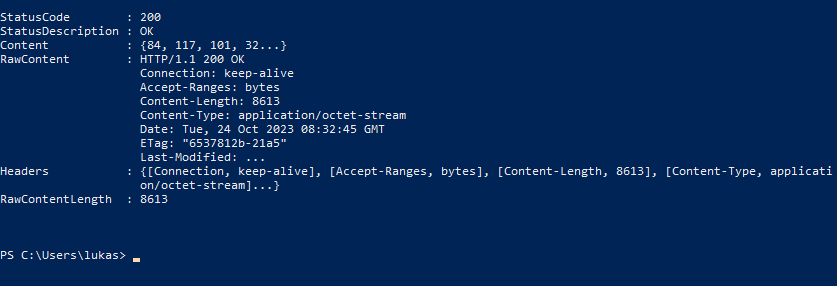 StatusCode : 200
StatusDescription : OK
Content : {84, 117, 101, 32...}
RawContent : HTTP/1.1 200 OK
Connection: keep-alive
Accept-Ranges: bytes
Content-Length: 8613
Content-Type: application/octet-stream
Date: Tue, 24 Oct 2023 08:32:45 GMT
ETag: "6537812b-21a5"
Last-Modified: ...
Headers : {[Connection, keep-alive], [Accept-Ranges, bytes], [Content-Length, 8613], [Content-Type, applicati
on/octet-stream]...}
RawContentLength : 8613
PS C:\Users\lukas>